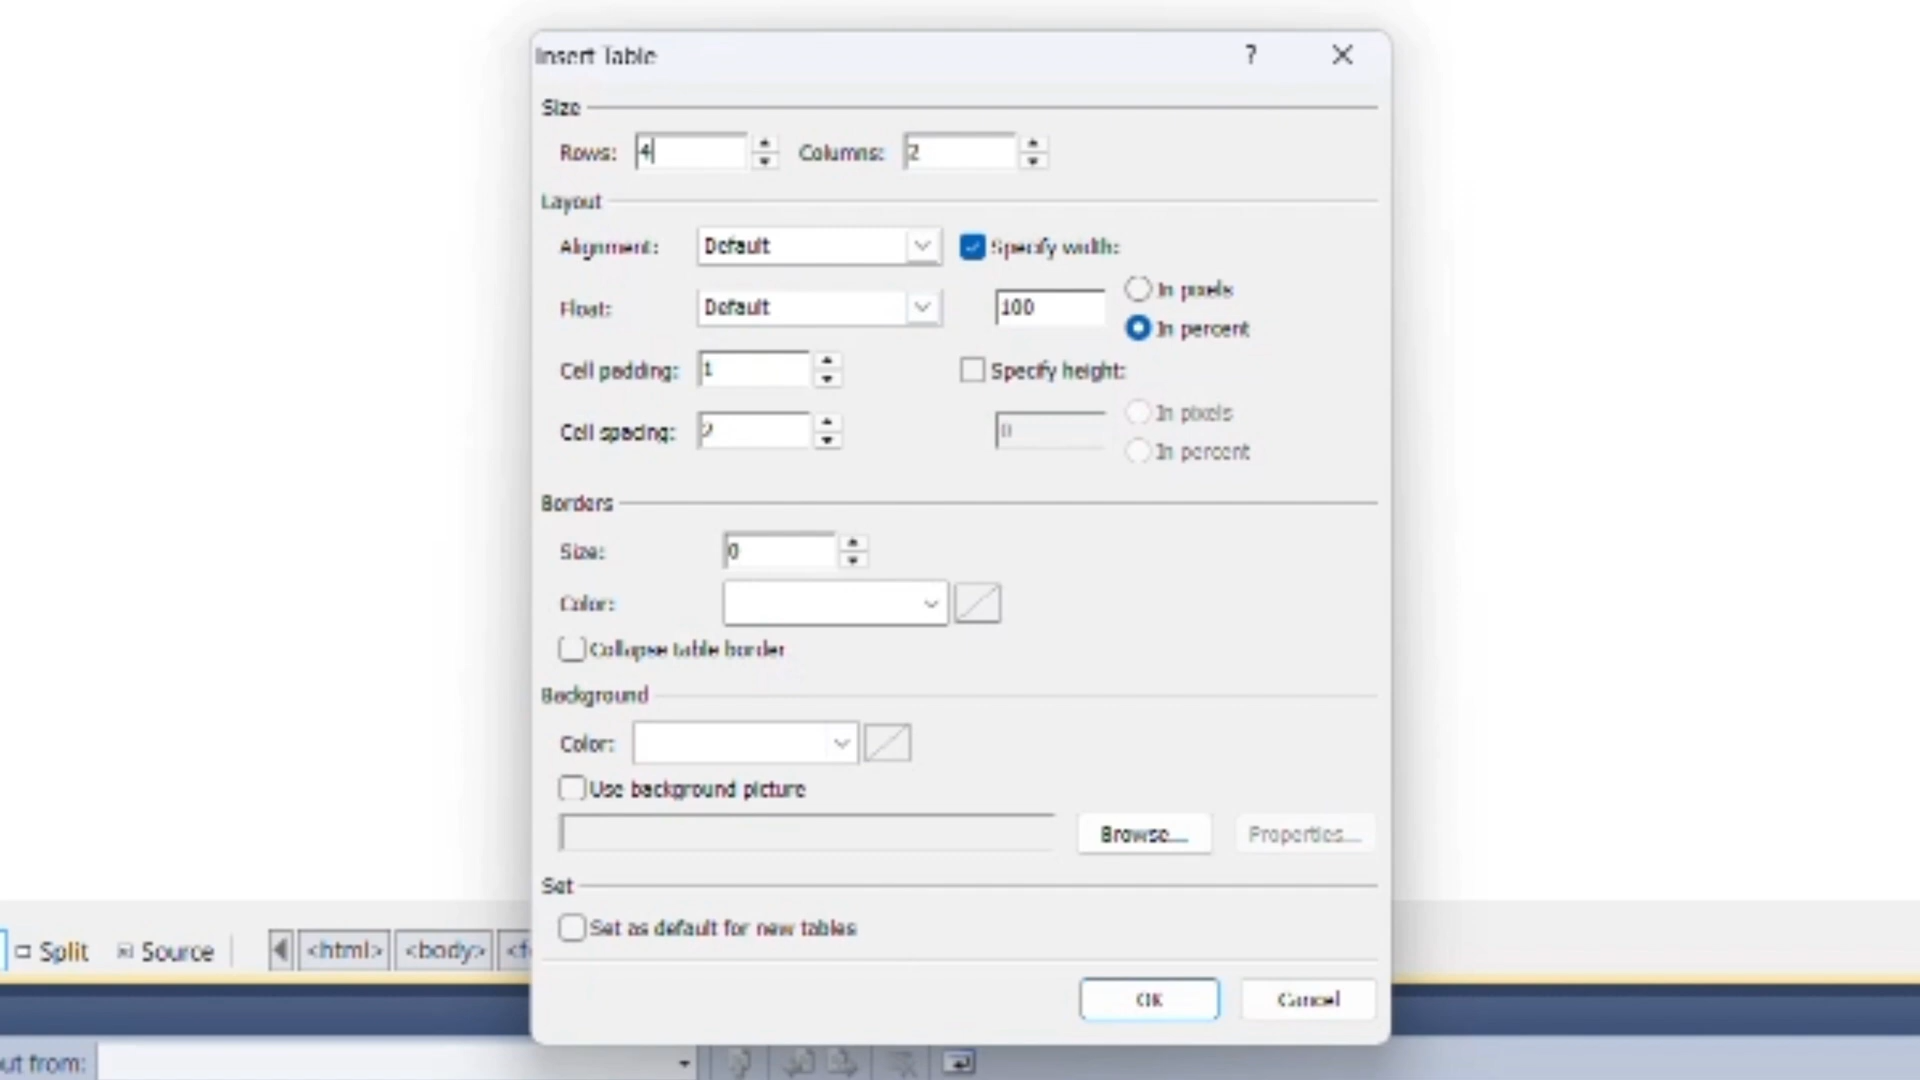 Insert Table ?
Size
Rows: 4 Columns: 2
Layout
Alignment: Default Specify width:
In pixels
Float: Default 100
In percent
Cell padding: 1 Specify height:
In pixels
Cell spacing: 2 0
In percent
Borders
Size: 0
Color:
Collapse table border
Background
Color:
Use background picture
Browse... Properties...
Set
Set as default for new tables
Split Source <html> <body> <f
OK Cancel
ut from: